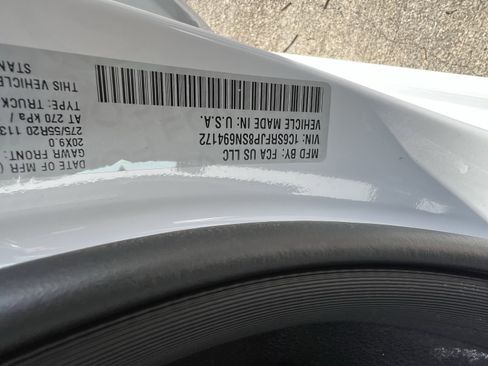 MFD BY: FCA US LLC
DATE OF MFR (
GAWR FRONT:
20X9.0
275/55R20 113
AT 270 kPa /
VIN: 1C6SRFJP8SN694172
TYPE: TRUCK
VEHICLE MADE IN: U.S.A.
THIS VEHICLE
STAN